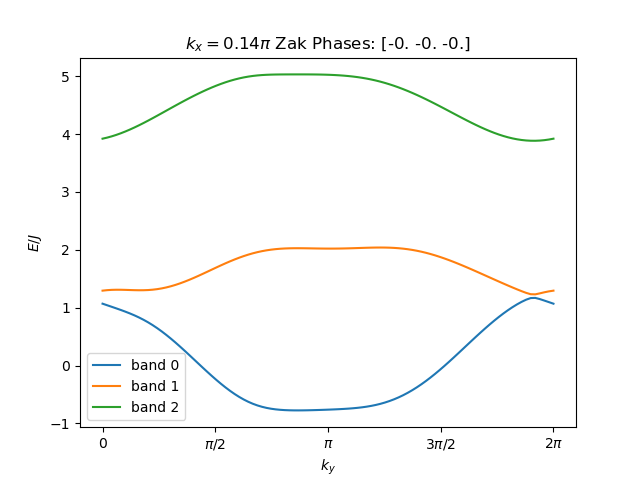 $k_x = 0.14\pi$ Zak Phases: [-0. -0. -0.]
E/J
5
4
3
2
1
0
−1
band 0
band 1
band 2
0
π/2
π
3π/2
2π
$k_y$